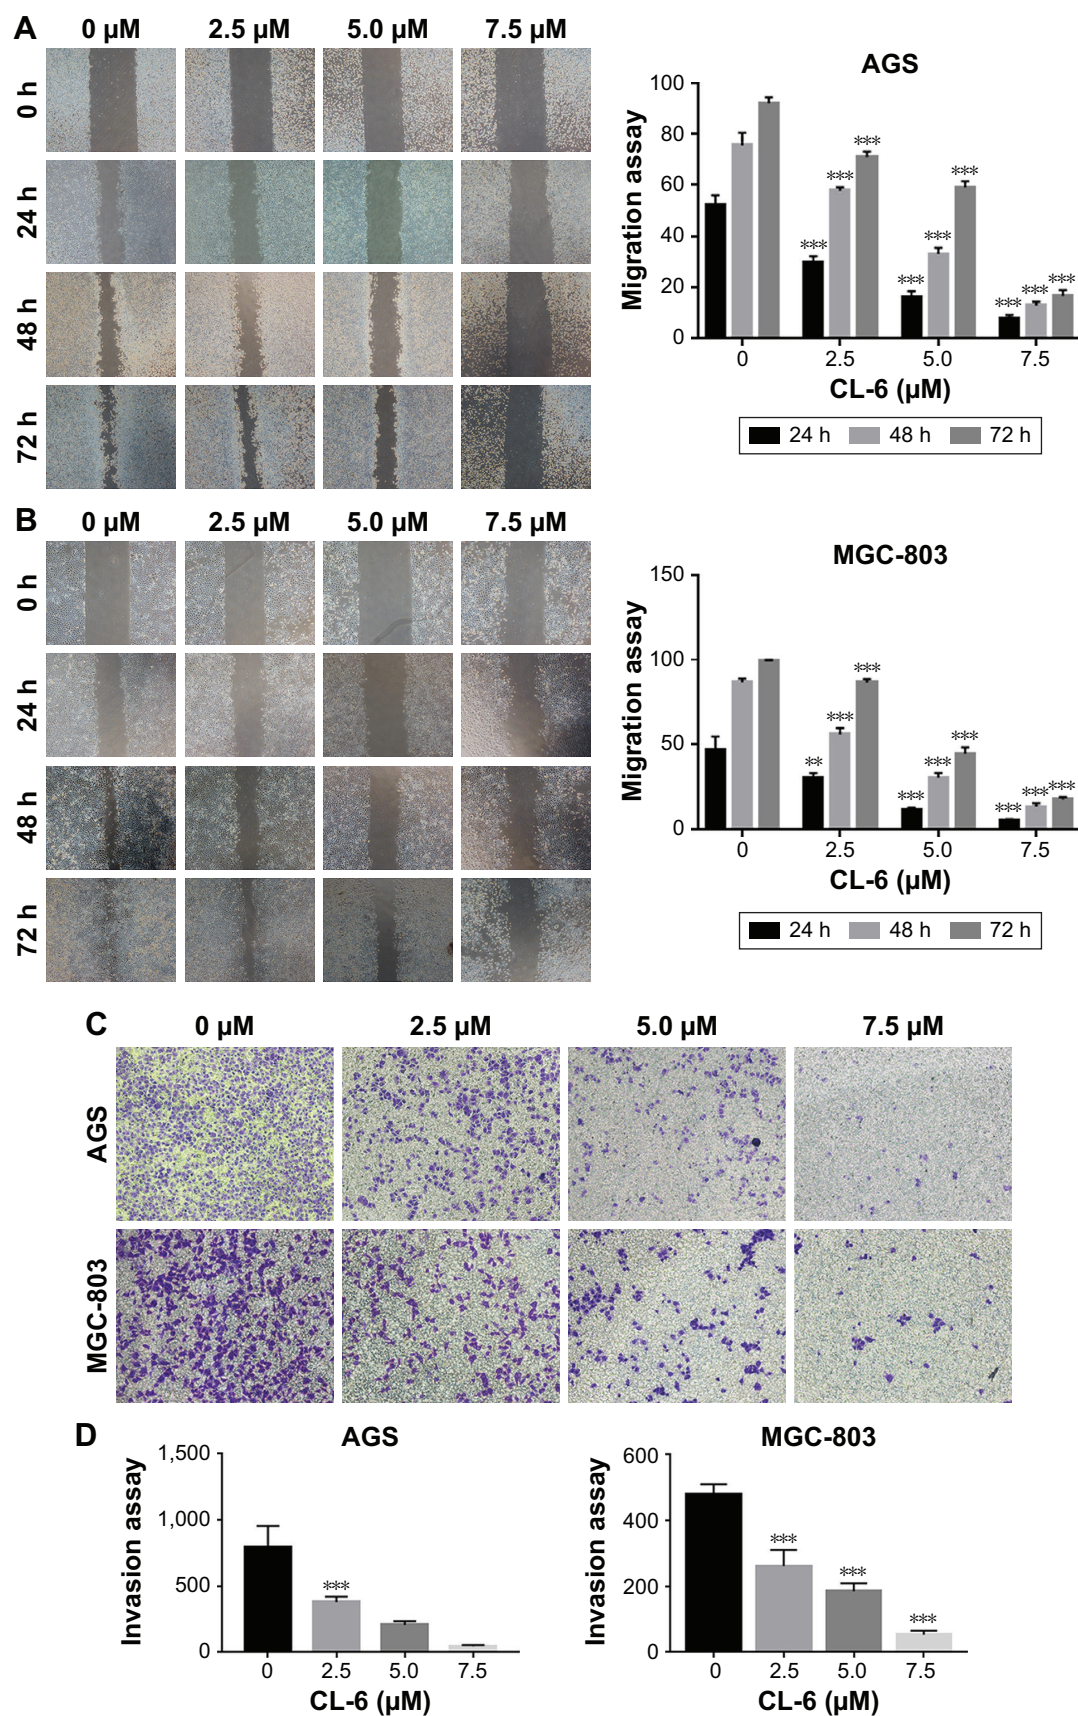 A
0 µM 2.5 µM 5.0 µM 7.5 µM
0 h
24 h
48 h
72 h
AGS
Migration assay
100
80
60
40
20
0
*** *** ***
*** *** ***
*** *** ***
0 2.5 5.0 7.5
CL-6 (µM)
24 h 48 h 72 h
B
0 µM 2.5 µM 5.0 µM 7.5 µM
0 h
24 h
48 h
72 h
MGC-803
Migration assay
150
100
50
0
** *** ***
*** *** ***
*** *** ***
0 2.5 5.0 7.5
CL-6 (µM)
24 h 48 h 72 h
C
0 µM 2.5 µM 5.0 µM 7.5 µM
AGS
MGC-803
D
AGS
Invasion assay
1,500
1,000
500
0
***
0 2.5 5.0 7.5
CL-6 (µM)
MGC-803
Invasion assay
600
400
200
0
*** *** ***
0 2.5 5.0 7.5
CL-6 (µM)